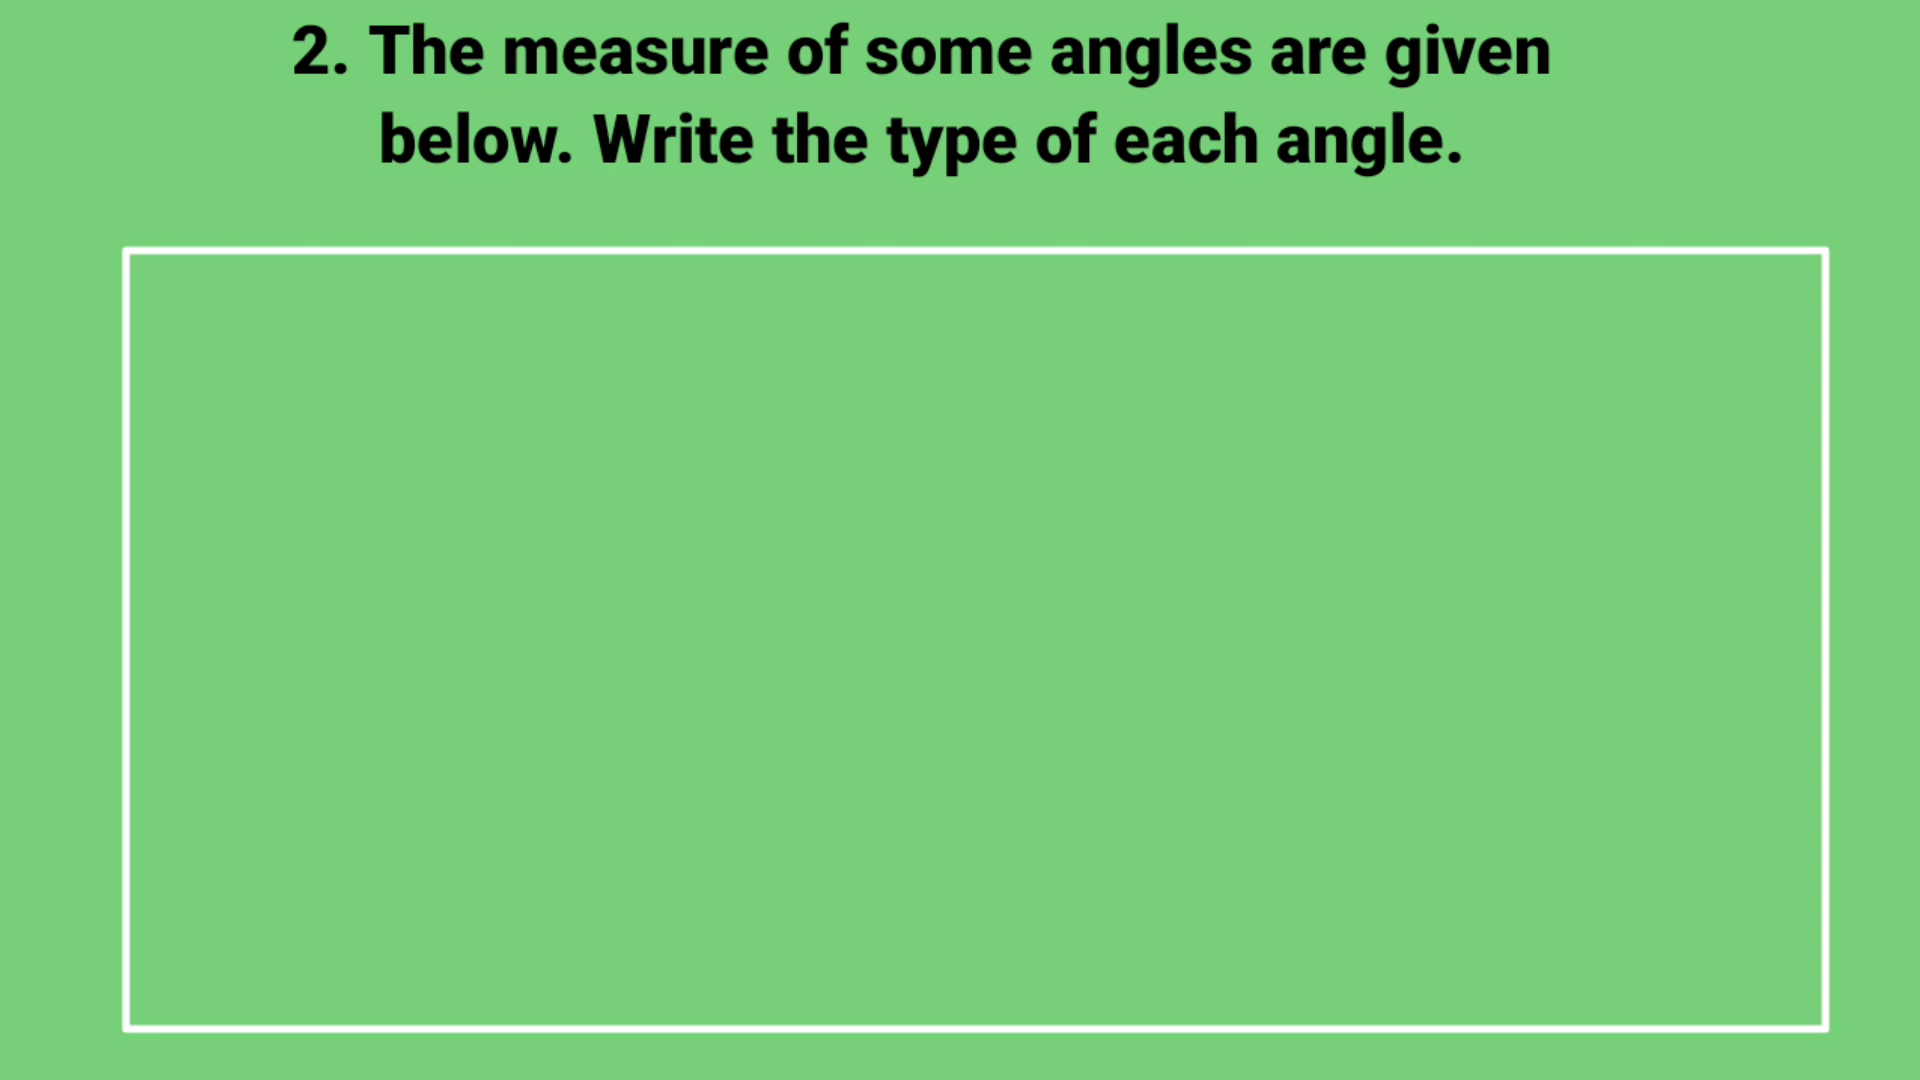 2. The measure of some angles are given
below. Write the type of each angle.